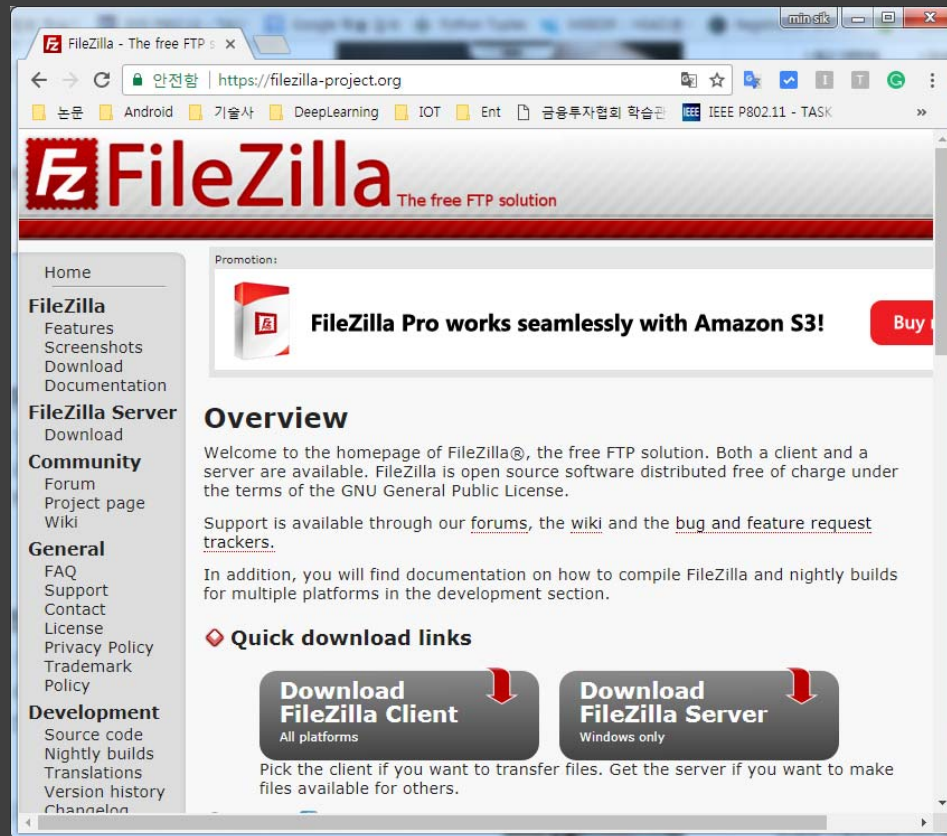 min sik
FileZilla - The free FTP s
안전함 | https://filezilla-project.org
논문 Android 기술사 DeepLearning IOT Ent 금융투자협회 학습관 IEEE IEEE P802.11 - TASK »
FileZilla The free FTP solution
Home
FileZilla
Features
Screenshots
Download
Documentation
FileZilla Server
Download
Community
Forum
Project page
Wiki
General
FAQ
Support
Contact
License
Privacy Policy
Trademark
Policy
Development
Source code
Nightly builds
Translations
Version history
Changelog
Promotion:
FileZilla Pro works seamlessly with Amazon S3!
Buy
Overview
Welcome to the homepage of FileZilla®, the free FTP solution. Both a client and a
server are available. FileZilla is open source software distributed free of charge under
the terms of the GNU General Public License.
Support is available through our forums, the wiki and the bug and feature request
trackers.
In addition, you will find documentation on how to compile FileZilla and nightly builds
for multiple platforms in the development section.
Quick download links
Download
FileZilla Client
All platforms
Download
FileZilla Server
Windows only
Pick the client if you want to transfer files. Get the server if you want to make
files available for others.